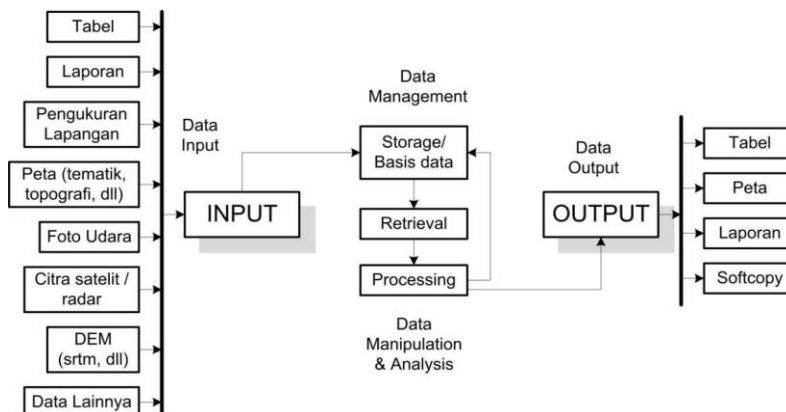 Tabel
Laporan
Pengukuran
Lapangan
Peta (tematik,
topografi, dll)
Foto Udara
Citra satelit /
radar
DEM
(srtm, dll)
Data Lainnya
Data
Input
INPUT
Data
Management
Storage/
Basis data
Retrieval
Processing
Data
Manipulation
& Analysis
Data
Output
OUTPUT
Tabel
Peta
Laporan
Softcopy